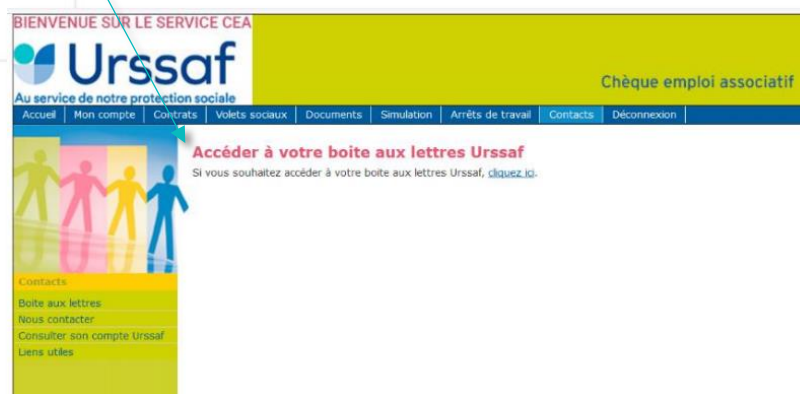 BIENVENUE SUR LE SERVICE CEA
Urssaf
Au service de notre protection sociale
Chèque emploi associatif
Accueil Mon compte Contrats Volets sociaux Documents Simulation Arrêts de travail Contacts Déconnexion
Accéder à votre boite aux lettres Urssaf
Si vous souhaitez accéder à votre boite aux lettres Urssaf, cliquez ici.
Contacts
Boite aux lettres
Nous contacter
Consulter son compte Urssaf
Liens utiles